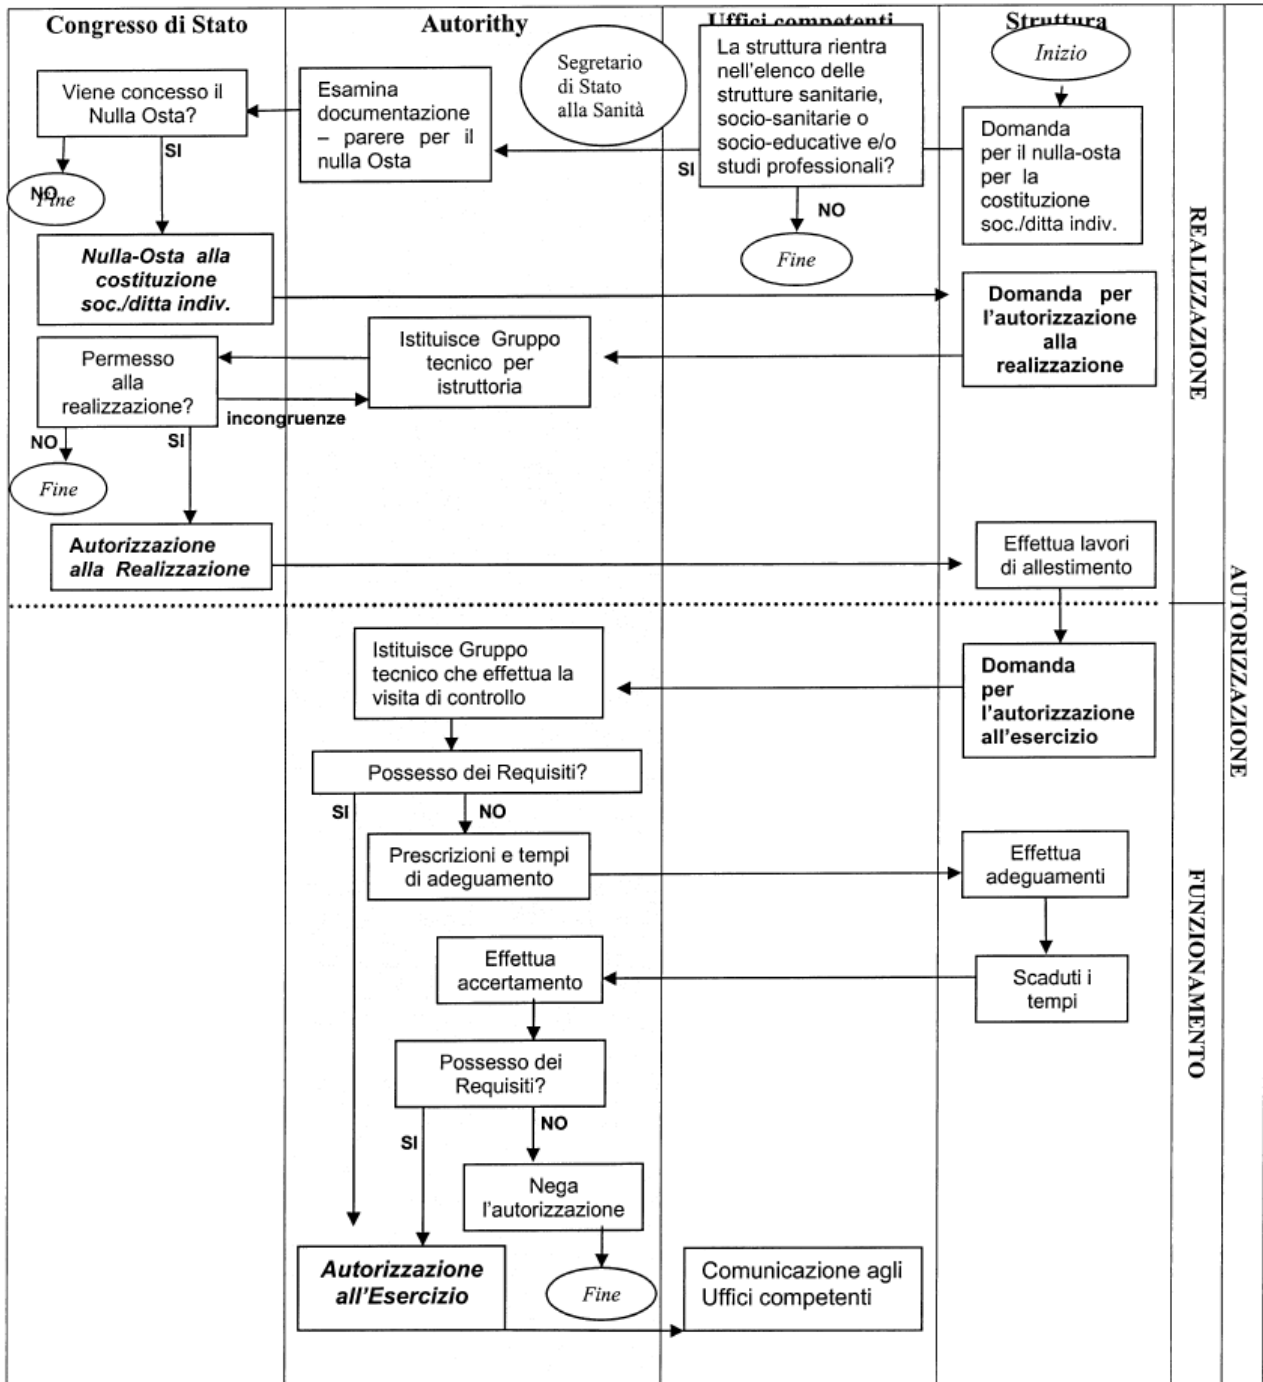 Congresso di Stato
Autorithy
Uffici competenti
Struttura
Inizio
Segretario
di Stato
alla Sanità
La struttura rientra
nell'elenco delle
strutture sanitarie,
socio-sanitarie o
socio-educative e/o
studi professionali?
Viene concesso il
Nulla Osta?
Esamina
documentazione
– parere per il
nulla Osta
Domanda
per il nulla-osta
per la
costituzione
soc./ditta indiv.
SI
SI
NO
Fine
NO
Fine
Nulla-Osta alla
costituzione
soc./ditta indiv.
Domanda per
l'autorizzazione
alla
realizzazione
Permesso
alla
realizzazione?
Istituisce Gruppo
tecnico per
istruttoria
incongruenze
NO
SI
Fine
Autorizzazione
alla Realizzazione
Effettua lavori
di allestimento
REALIZZAZIONE
AUTORIZZAZIONE
Istituisce Gruppo
tecnico che effettua la
visita di controllo
Domanda
per
l'autorizzazione
all'esercizio
Possesso dei Requisiti?
SI
NO
Prescrizioni e tempi
di adeguamento
Effettua
adeguamenti
Effettua
accertamento
Scaduti i
tempi
FUNZIONAMENTO
Possesso dei
Requisiti?
SI
NO
Nega
l'autorizzazione
Autorizzazione
all'Esercizio
Fine
Comunicazione agli
Uffici competenti